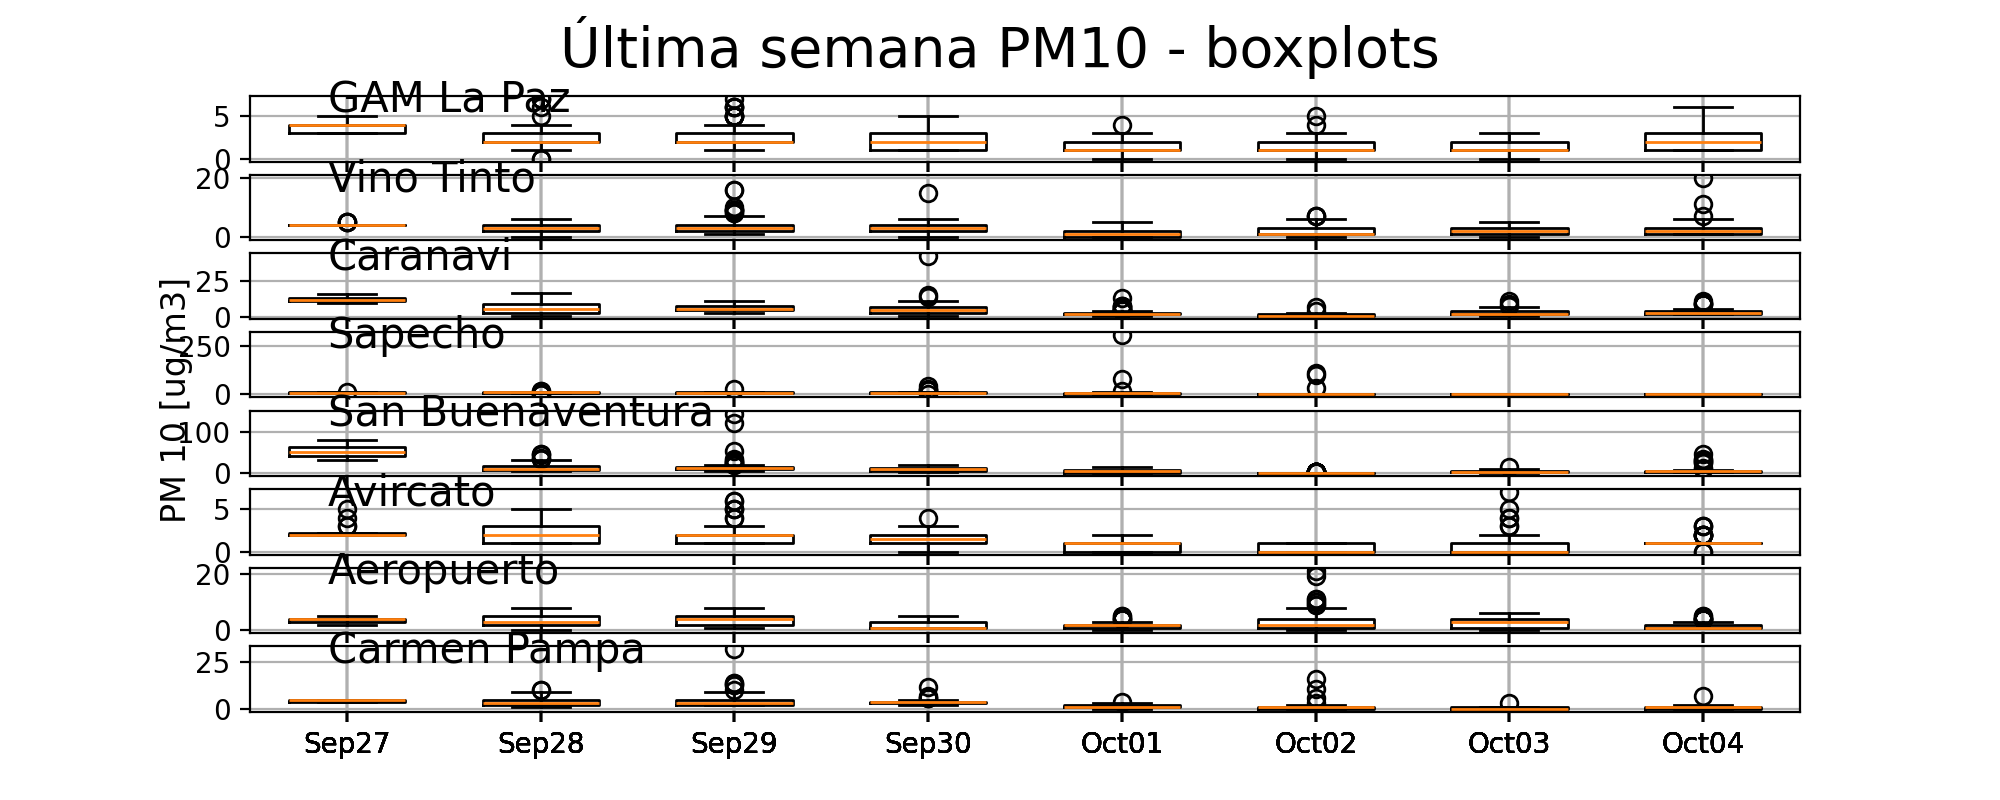 Última semana PM10 - boxplots
GAM La Paz
5
0
Vino Tinto
20
0
Caranavi
25
0
Sapecho
250
0
San Buenaventura
100
0
Avircato
5
0
Aeropuerto
20
0
Carmen Pampa
25
0
PM 10 [ug/m3]
Sep27 Sep28 Sep29 Sep30 Oct01 Oct02 Oct03 Oct04